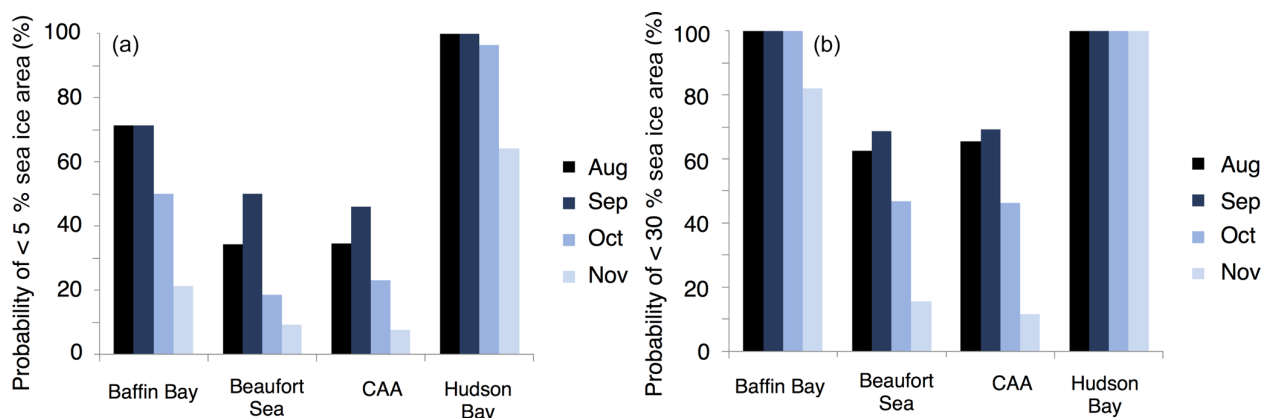 Probability of < 5 % sea ice area (%)
(a)
100
80
60
40
20
0
Baffin Bay
Beaufort
Sea
CAA
Hudson
Bay
Aug
Sep
Oct
Nov
Probability of < 30 % sea ice area (%)
(b)
100
80
60
40
20
0
Baffin Bay
Beaufort
Sea
CAA
Hudson
Bay
Aug
Sep
Oct
Nov